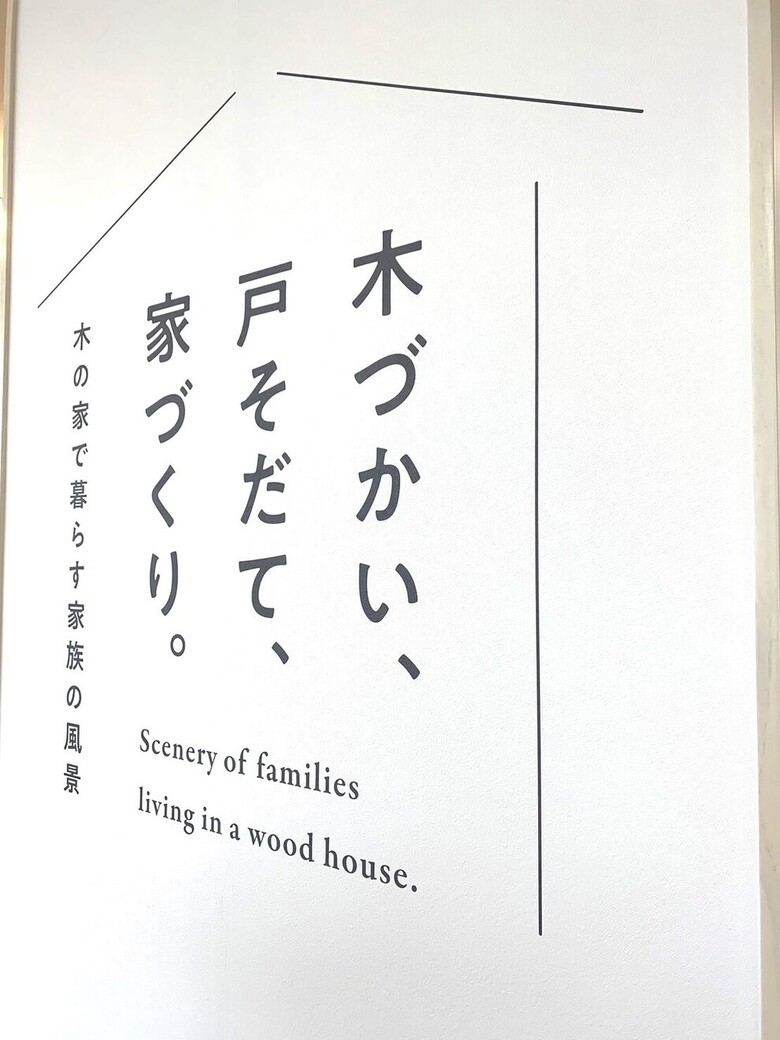 木づかい、
戸そだて、
家づくり。
木の家で暮らす家族の風景
Scenery of families
living in a wood house.